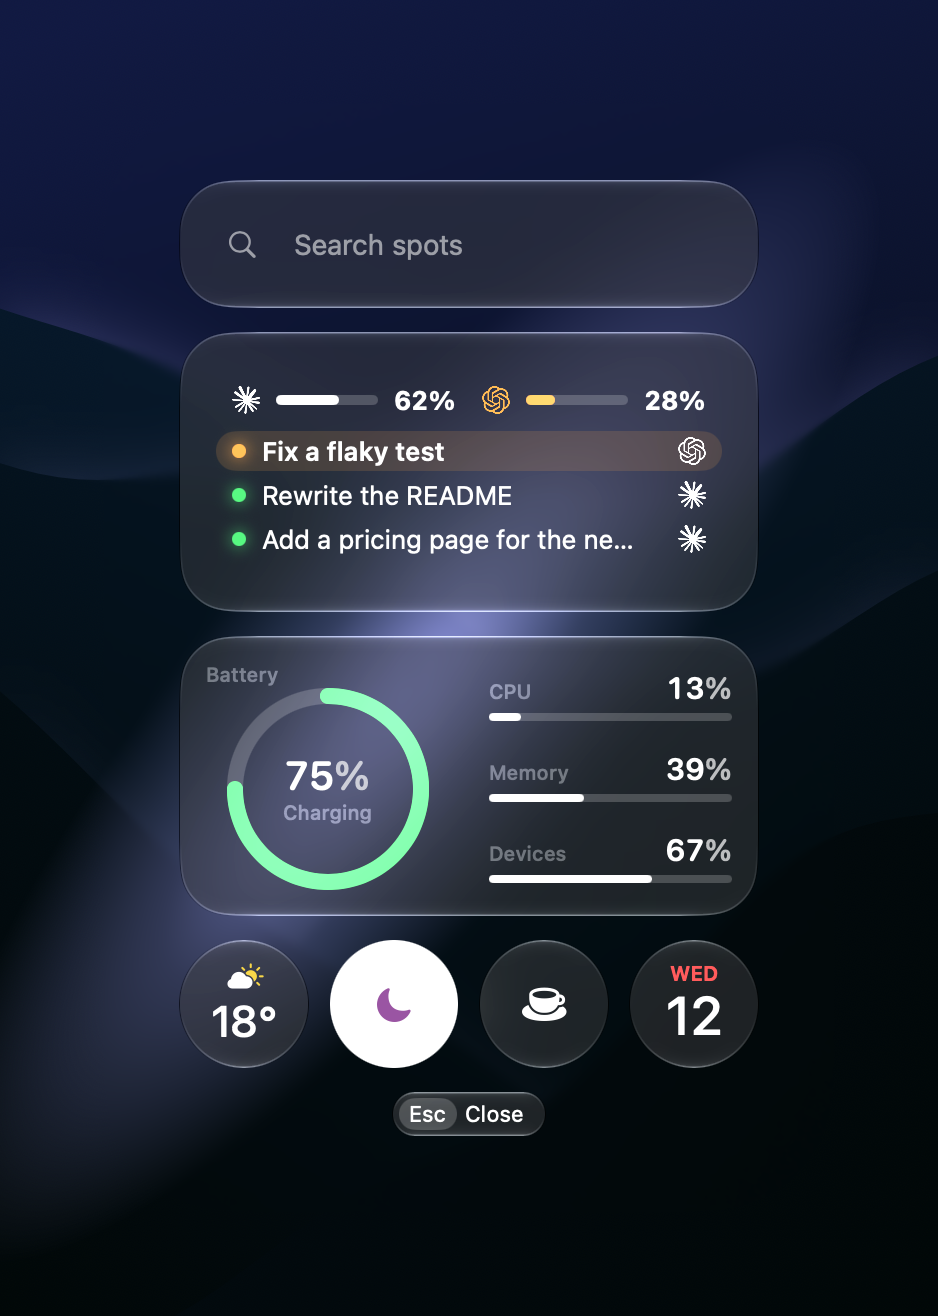 Search spots
62% 28%
Fix a flaky test
Rewrite the README
Add a pricing page for the ne...
Battery
75%
Charging
CPU 13%
Memory 39%
Devices 67%
18°
WED
12
Esc Close